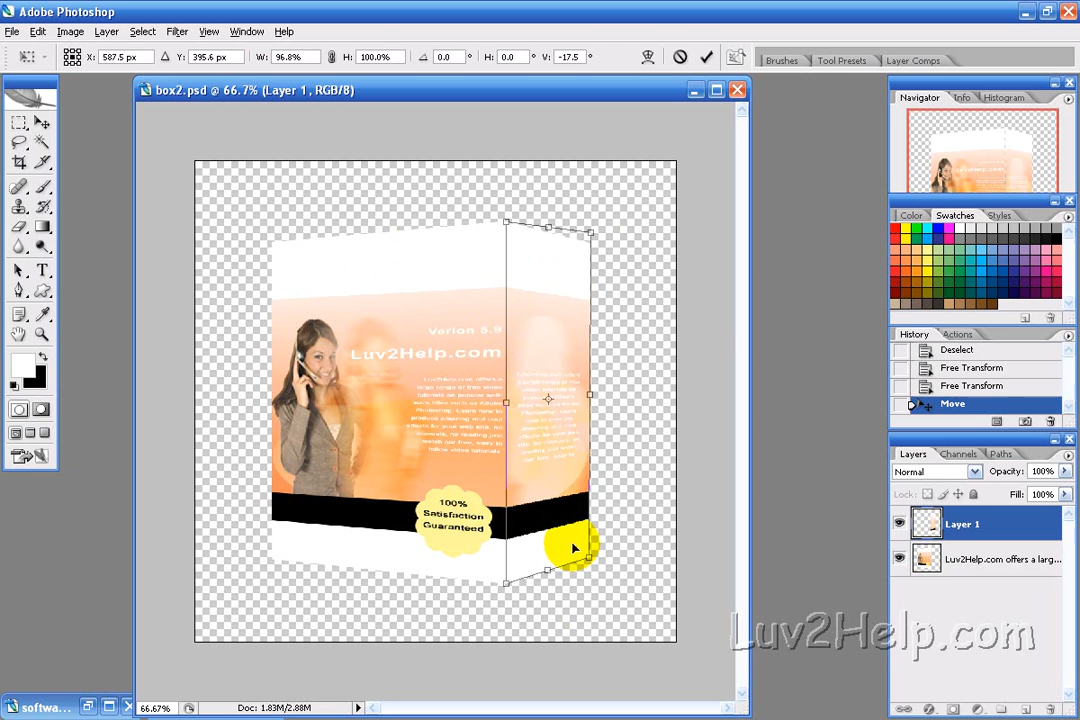 Adobe Photoshop
File Edit Image Layer Select Filter View Window Help
X: 587.5 px Y: 395.6 px W: 96.8% H: 100.0% 0.0 ° H: 0.0 ° V: -17.5 °
Brushes Tool Presets Layer Comps
box2.psd @ 66.7% (Layer 1, RGB/8)
Navigator Info Histogram
Color Swatches Styles
History Actions
Deselect
Free Transform
Free Transform
Move
Layers Channels Paths
Normal Opacity: 100%
Lock: Fill: 100%
Layer 1
Luv2Help.com offers a larg...
Verion 5.9
Luv2Help.com
100%
Satisfaction
Guaranteed
Luv2Help.com
softwa...
66.67% Doc: 1.83M/2.88M